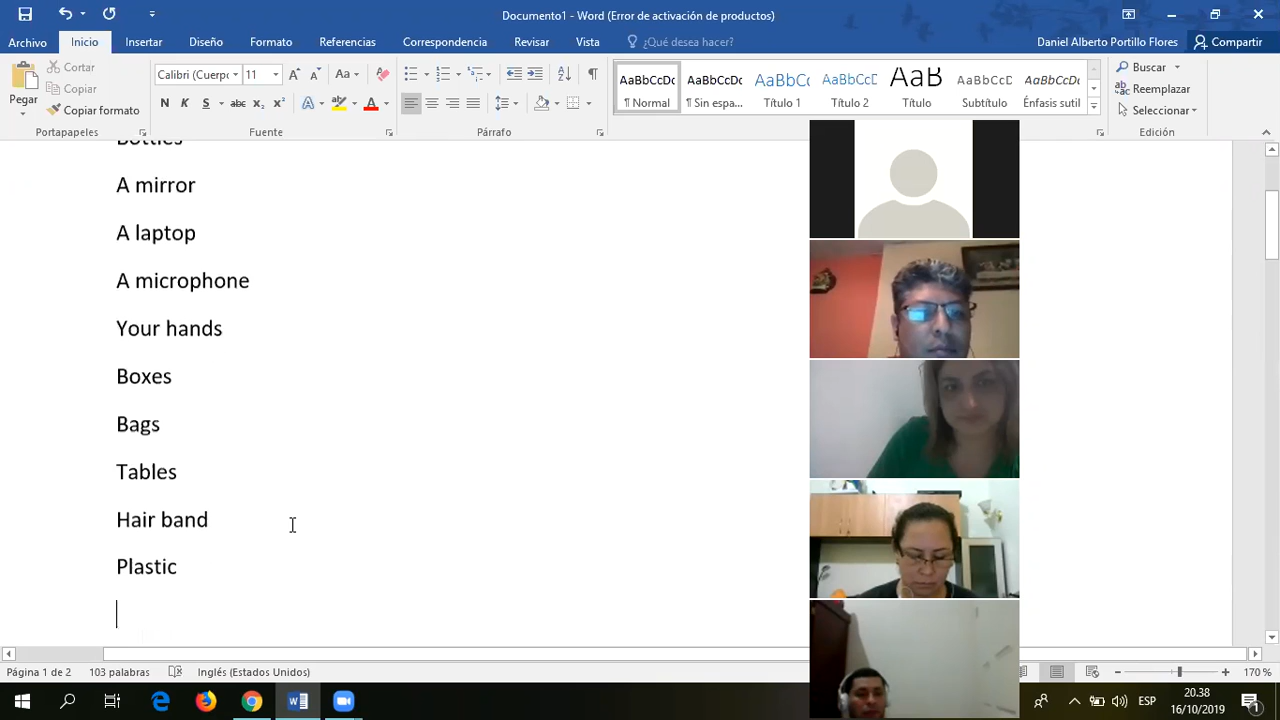 Documento1 - Word (Error de activación de productos)
Archivo Inicio Insertar Diseño Formato Referencias Correspondencia Revisar Vista ¿Qué desea hacer? Daniel Alberto Portillo Flores Compartir
Pegar
Cortar
Copiar
Copiar formato
Portapapeles
Calibri (Cuerpo 11
N K S abc x₂ x²
Fuente
Párrafo
AaBbCcDc AaBbCcDc AaBbCc AaBbCcD AaB AaBbCcD AaBbCcDc
¶ Normal ¶ Sin espa... Título 1 Título 2 Título Subtítulo Énfasis sutil
Buscar
Reemplazar
Seleccionar
Edición
Bottles
A mirror
A laptop
A microphone
Your hands
Boxes
Bags
Tables
Hair band
Plastic
Página 1 de 2 103 palabras Inglés (Estados Unidos) 170 %
ESP
20.38
16/10/2019